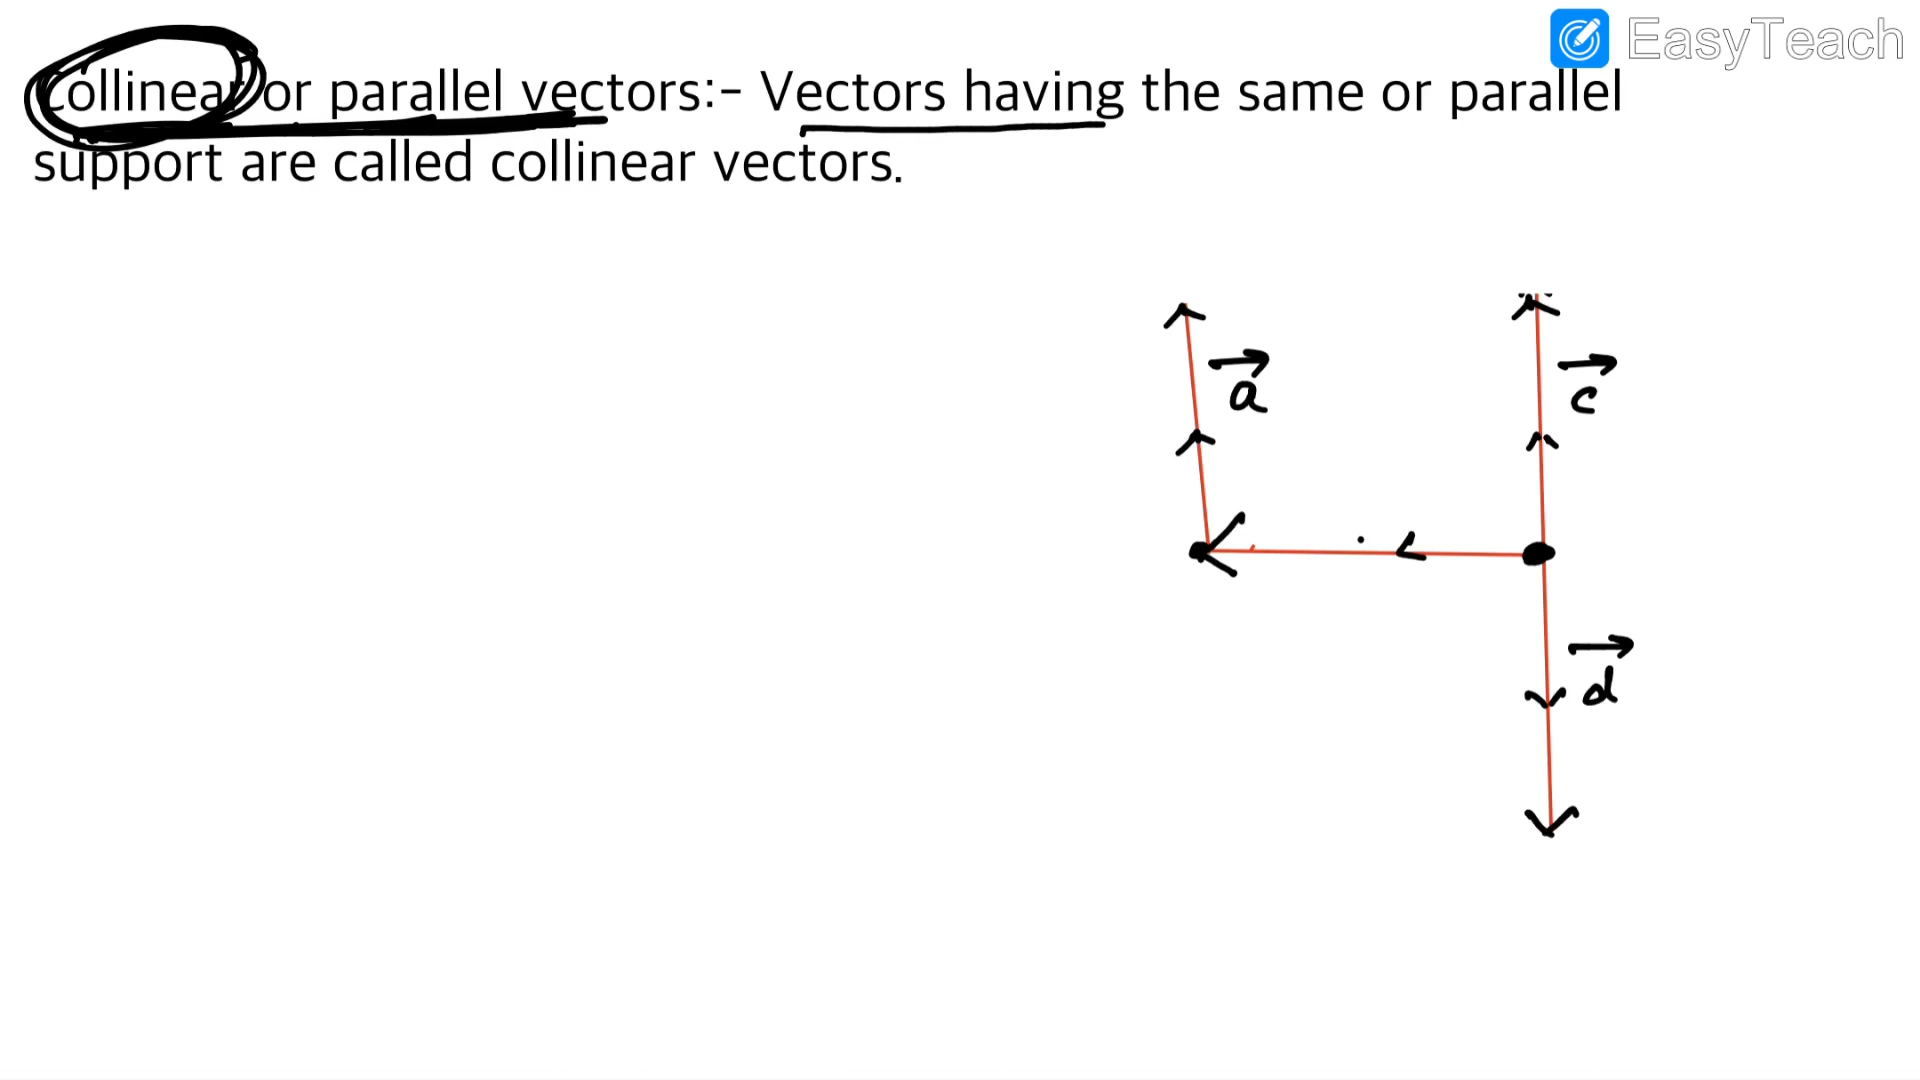 EasyTeach
Collinear or parallel vectors:- Vectors having the same or parallel
support are called collinear vectors.
a
c
d